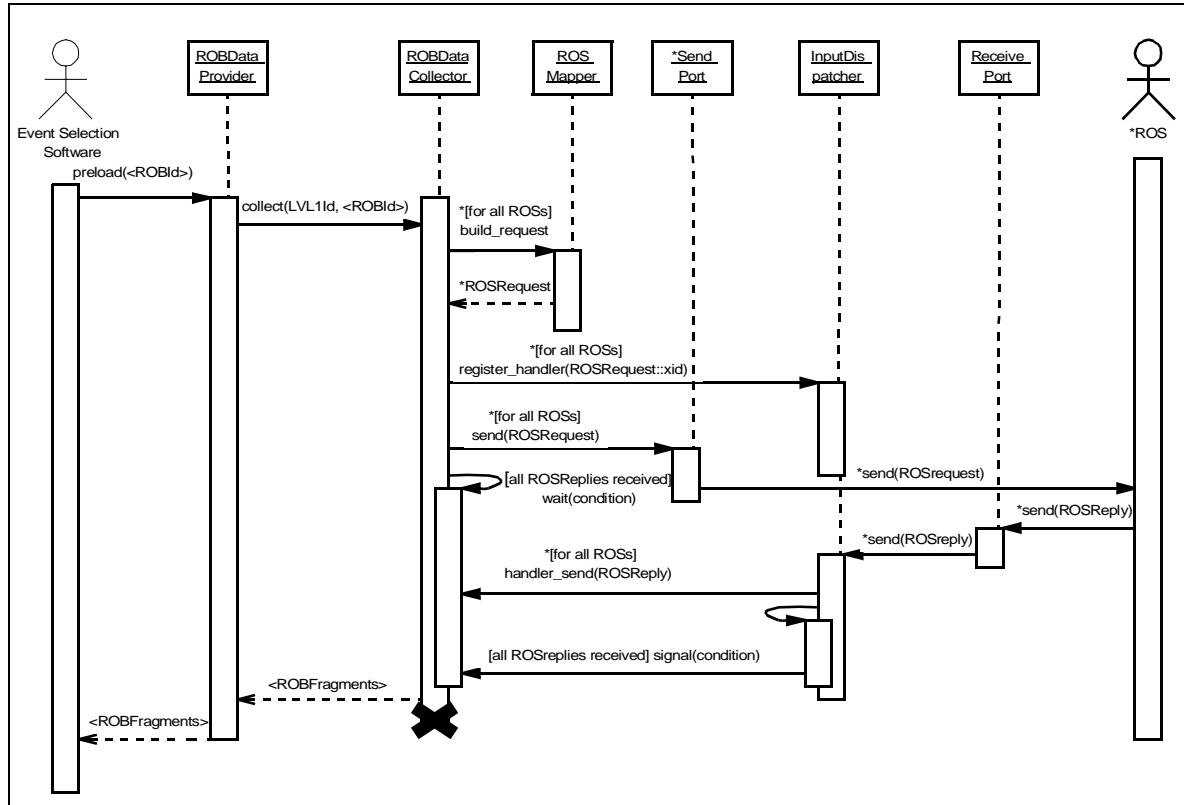 ROBData
Provider
ROBData
Collector
ROS
Mapper
*Send
Port
InputDis
patcher
Receive
Port
Event Selection
Software
*ROS
preload(<ROBId>)
collect(LVL1Id, <ROBId>)
*[for all ROSs]
build_request
*ROSRequest
*[for all ROSs]
register_handler(ROSRequest::xid)
*[for all ROSs]
send(ROSRequest)
[all ROSReplies received]
wait(condition)
*send(ROSrequest)
*send(ROSReply)
*send(ROSreply)
*[for all ROSs]
handler_send(ROSReply)
[all ROSreplies received] signal(condition)
<ROBFragments>
<ROBFragments>